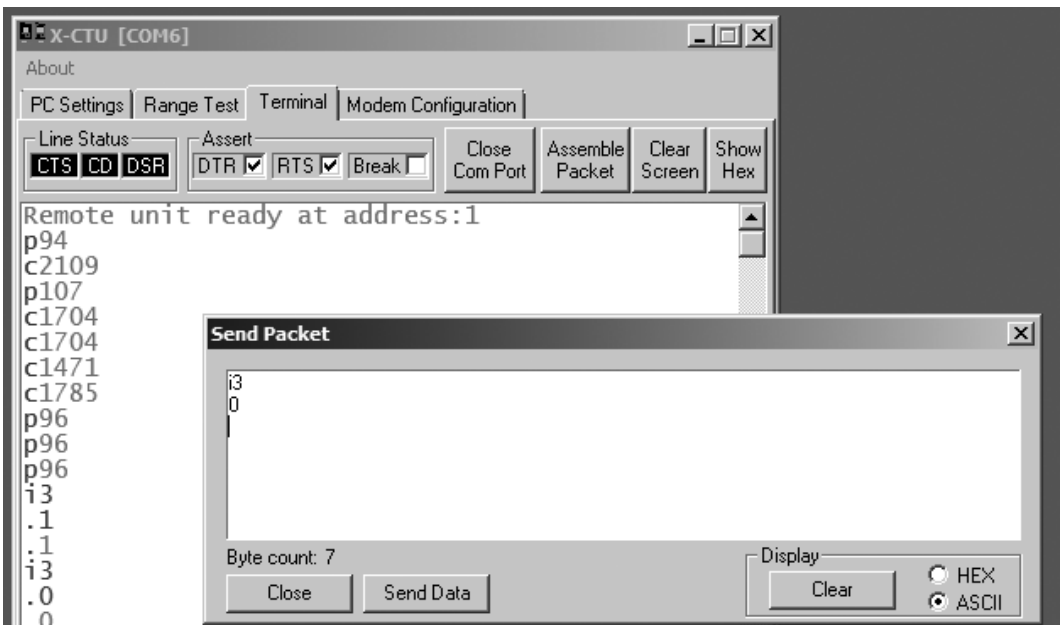 X-CTU [COM6]
About
PC Settings Range Test Terminal Modem Configuration
Line Status Assert
CTS CD DSR DTR RTS Break
Close Com Port
Assemble Packet
Clear Screen
Show Hex
Remote unit ready at address:1
p94
c2109
p107
c1704
c1704
c1471
c1785
p96
p96
p96
i3
.1
.1
i3
.0
.0
Send Packet
i3
0
Byte count: 7
Close Send Data
Display
Clear
HEX
ASCII